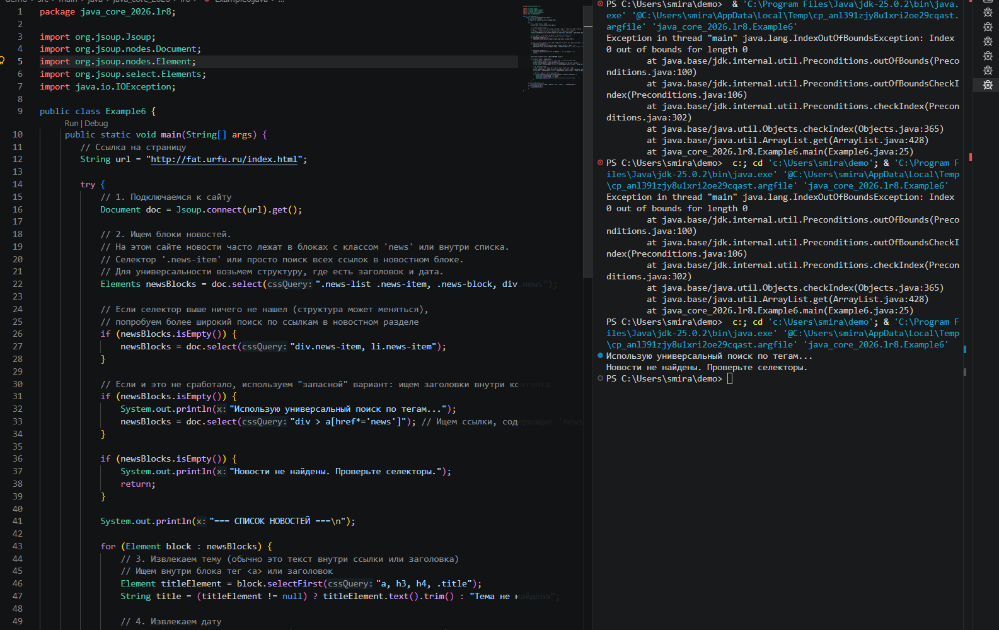 demo > src > main > java > java_core_2026 > lr8 > Example6.java > ...
1 package java_core_2026.lr8;
2
3 import org.jsoup.Jsoup;
4 import org.jsoup.nodes.Document;
5 import org.jsoup.nodes.Element;
6 import org.jsoup.select.Elements;
7 import java.io.IOException;
8
9 public class Example6 {
Run | Debug
10 public static void main(String[] args) {
11 // Ссылка на страницу
12 String url = "http://fat.urfu.ru/index.html";
13
14 try {
15 // 1. Подключаемся к сайту
16 Document doc = Jsoup.connect(url).get();
17
18 // 2. Ищем блоки новостей.
19 // На этом сайте новости часто лежат в блоках с классом 'news' или внутри списка.
20 // Селектор '.news-item' или просто поиск всех ссылок в новостном блоке.
21 // Для универсальности возьмем структуру, где есть заголовок и дата.
22 Elements newsBlocks = doc.select(cssQuery: ".news-list .news-item, .news-block, div.news");
23
24 // Если селектор выше ничего не нашел (структура может меняться),
25 // попробуем более широкий поиск по ссылкам в новостном разделе
26 if (newsBlocks.isEmpty()) {
27 newsBlocks = doc.select(cssQuery: "div.news-item, li.news-item");
28 }
29
30 // Если и это не сработало, используем "запасной" вариант: ищем заголовки внутри контента
31 if (newsBlocks.isEmpty()) {
32 System.out.println(x: "Использую универсальный поиск по тегам...");
33 newsBlocks = doc.select(cssQuery: "div > a[href*='news']"); // Ищем ссылки, содержащие 'news
34 }
35
36 if (newsBlocks.isEmpty()) {
37 System.out.println(x: "Новости не найдены. Проверьте селекторы.");
38 return;
39 }
40
41 System.out.println(x: "=== СПИСОК НОВОСТЕЙ ===\n");
42
43 for (Element block : newsBlocks) {
44 // 3. Извлекаем тему (обычно это текст внутри ссылки или заголовка)
45 // Ищем внутри блока тег <a> или заголовок
46 Element titleElement = block.selectFirst(cssQuery: "a, h3, h4, .title");
47 String title = (titleElement != null) ? titleElement.text().trim() : "Тема не найдена";
48
49 // 4. Извлекаем дату
PS C:\Users\smira\demo> & 'C:\Program Files\Java\jdk-25.0.2\bin\java.
exe' '@C:\Users\smira\AppData\Local\Temp\cp_anl391zjy8u1xri2oe29cqast.
argfile' 'java_core_2026.lr8.Example6'
Exception in thread "main" java.lang.IndexOutOfBoundsException: Index
0 out of bounds for length 0
at java.base/jdk.internal.util.Preconditions.outOfBounds(Preco
nditions.java:100)
at java.base/jdk.internal.util.Preconditions.outOfBoundsCheckI
ndex(Preconditions.java:106)
at java.base/jdk.internal.util.Preconditions.checkIndex(Precon
ditions.java:302)
at java.base/java.util.Objects.checkIndex(Objects.java:365)
at java.base/java.util.ArrayList.get(ArrayList.java:428)
at java_core_2026.lr8.Example6.main(Example6.java:25)
PS C:\Users\smira\demo> c:; cd 'c:\Users\smira\demo'; & 'C:\Program F
iles\Java\jdk-25.0.2\bin\java.exe' '@C:\Users\smira\AppData\Local\Temp
\cp_anl391zjy8u1xri2oe29cqast.argfile' 'java_core_2026.lr8.Example6'
Exception in thread "main" java.lang.IndexOutOfBoundsException: Index
0 out of bounds for length 0
at java.base/jdk.internal.util.Preconditions.outOfBounds(Preco
nditions.java:100)
at java.base/jdk.internal.util.Preconditions.outOfBoundsCheckI
ndex(Preconditions.java:106)
at java.base/jdk.internal.util.Preconditions.checkIndex(Precon
ditions.java:302)
at java.base/java.util.Objects.checkIndex(Objects.java:365)
at java.base/java.util.ArrayList.get(ArrayList.java:428)
at java_core_2026.lr8.Example6.main(Example6.java:25)
PS C:\Users\smira\demo> c:; cd 'c:\Users\smira\demo'; & 'C:\Program F
iles\Java\jdk-25.0.2\bin\java.exe' '@C:\Users\smira\AppData\Local\Temp
\cp_anl391zjy8u1xri2oe29cqast.argfile' 'java_core_2026.lr8.Example6'
Использую универсальный поиск по тегам...
Новости не найдены. Проверьте селекторы.
PS C:\Users\smira\demo>